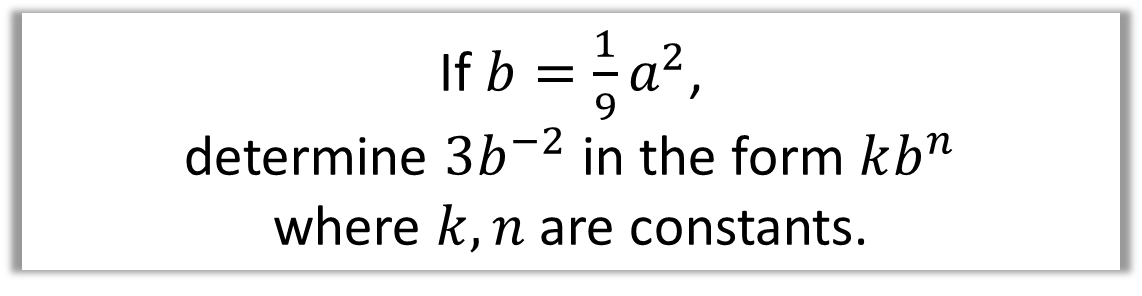 If b = 1/9 a²,
determine 3b⁻² in the form kbⁿ
where k, n are constants.